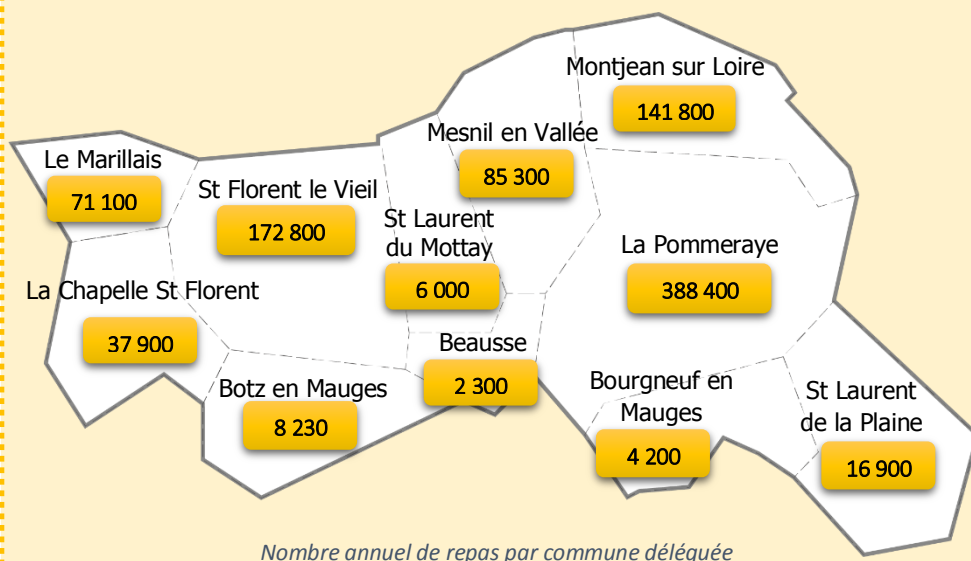 Montjean sur Loire
141 800
Mesnil en Vallée
85 300
Le Marillais
71 100
St Florent le Vieil
172 800
St Laurent
du Mottay
6 000
La Pommeraye
388 400
La Chapelle St Florent
37 900
Beausse
2 300
Botz en Mauges
8 230
Bourgneuf en
Mauges
4 200
St Laurent
de la Plaine
16 900
Nombre annuel de repas par commune déléguée